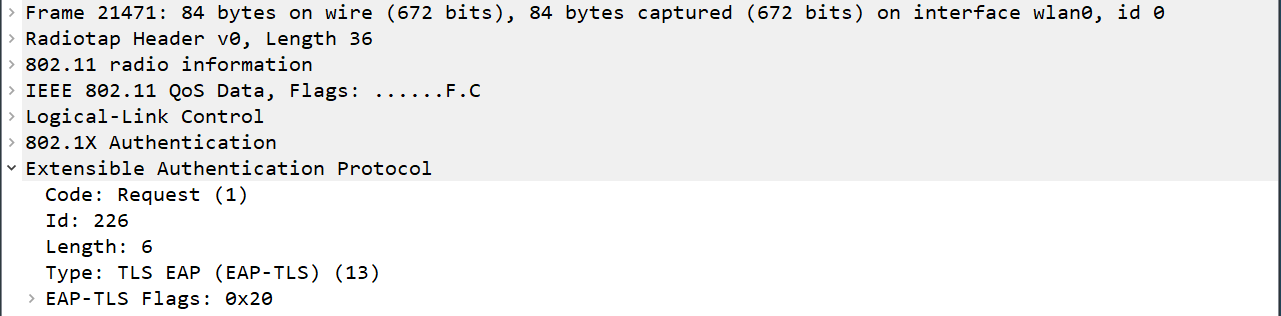 Frame 21471: 84 bytes on wire (672 bits), 84 bytes captured (672 bits) on interface wlan0, id 0
Radiotap Header v0, Length 36
802.11 radio information
IEEE 802.11 QoS Data, Flags: ......F.C
Logical-Link Control
802.1X Authentication
Extensible Authentication Protocol
Code: Request (1)
Id: 226
Length: 6
Type: TLS EAP (EAP-TLS) (13)
EAP-TLS Flags: 0x20